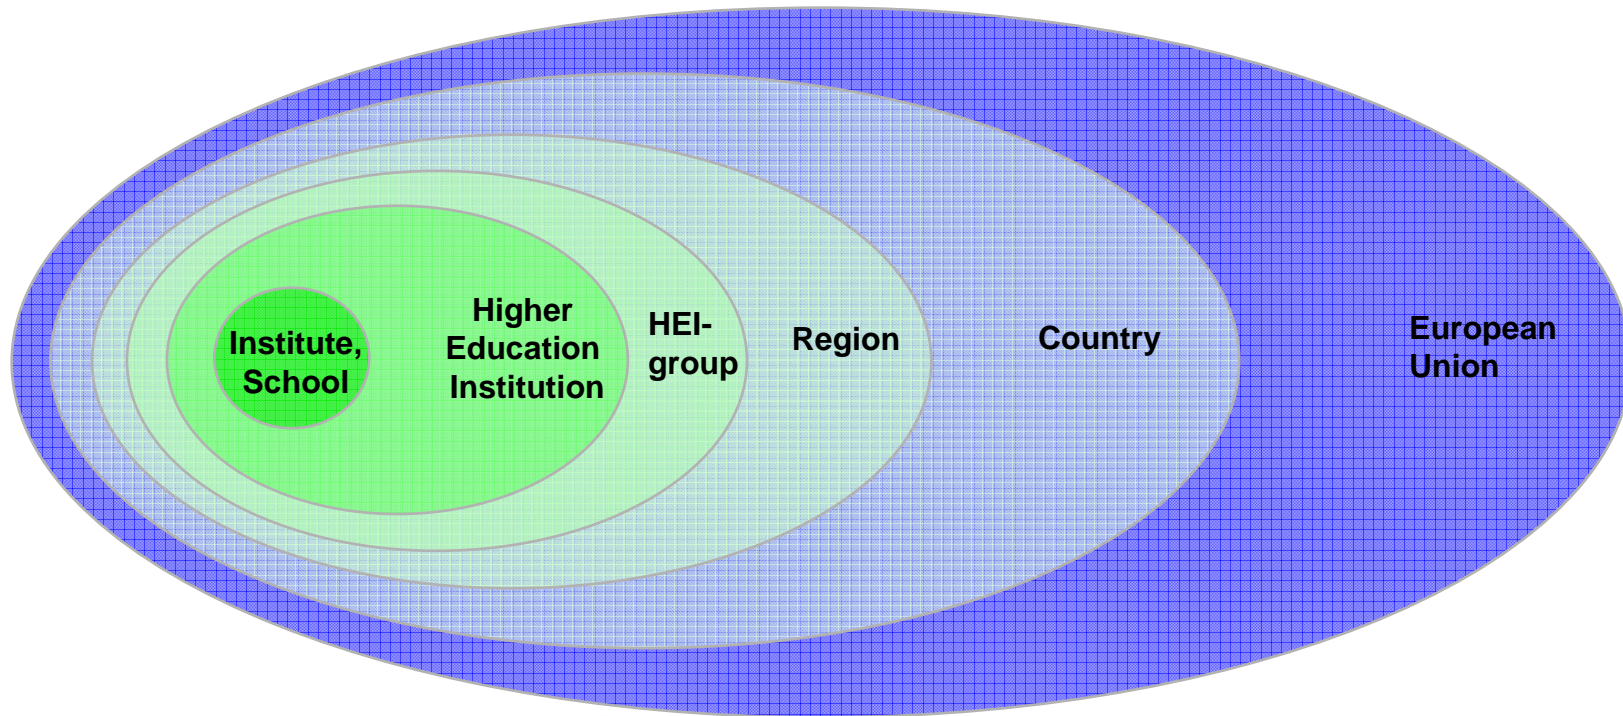 Institute,
School
Higher
Education
Institution
HEI-
group
Region
Country
European
Union